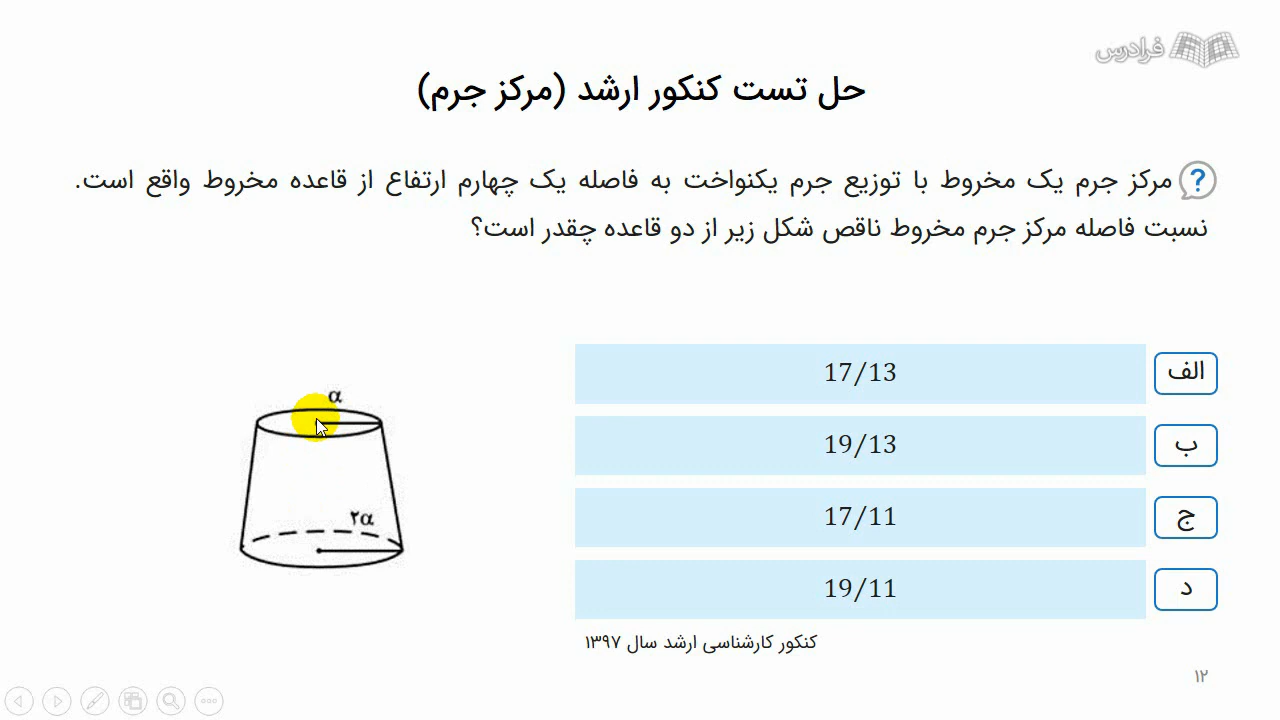 فرادرس
حل تست کنکور ارشد (مرکز جرم)
? مرکز جرم یک مخروط با توزیع جرم یکنواخت به فاصله یک چهارم ارتفاع از قاعده مخروط واقع است.
نسبت فاصله مرکز جرم مخروط ناقص شکل زیر از دو قاعده چقدر است؟
الف 17/13
ب 19/13
ج 17/11
د 19/11
α
۲α
کنکور کارشناسی ارشد سال ۱۳۹۷
۱۲